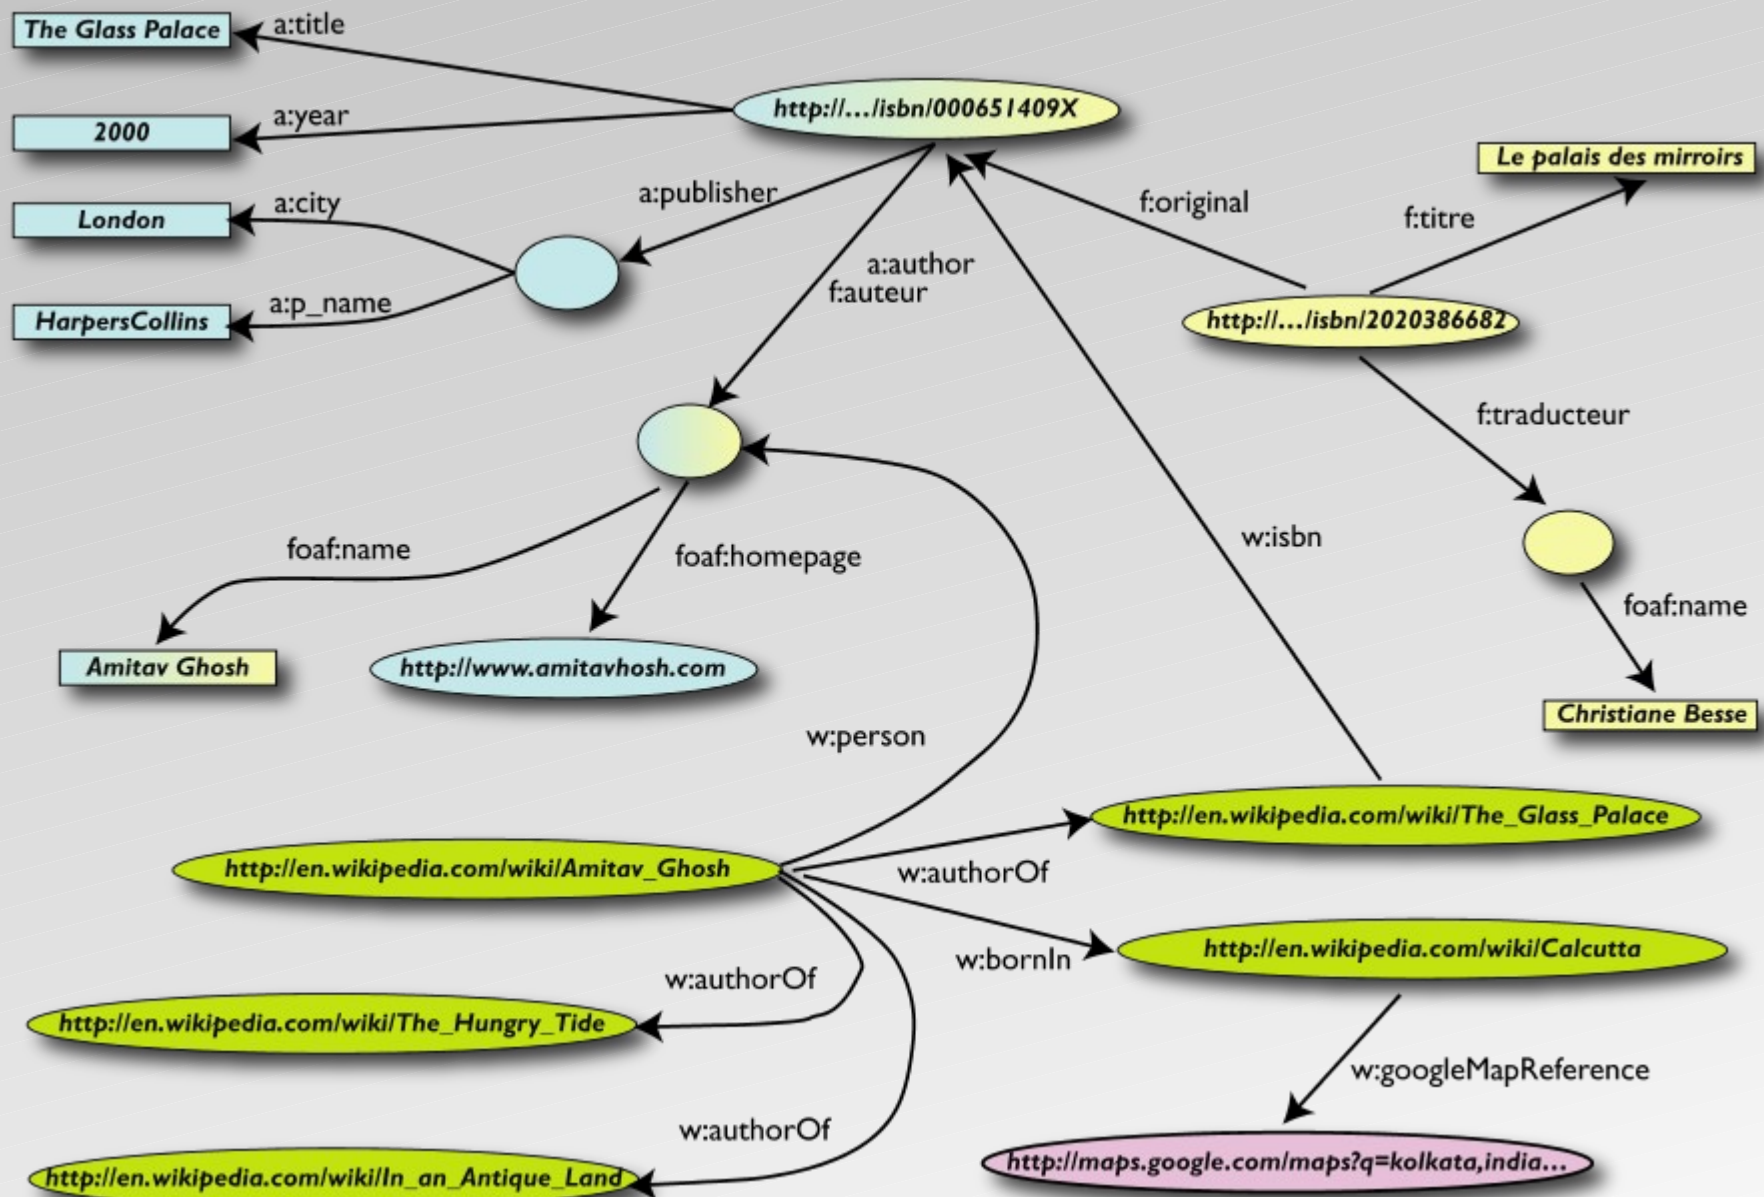 The Glass Palace
a:title
http://.../isbn/000651409X
2000
a:year
Le palais des mirroirs
London
a:city
a:publisher
f:original
f:titre
a:author
f:auteur
HarpersCollins
a:p_name
http://.../isbn/2020386682
f:traducteur
foaf:name
foaf:homepage
w:isbn
foaf:name
Amitav Ghosh
http://www.amitavhosh.com
Christiane Besse
w:person
http://en.wikipedia.com/wiki/The_Glass_Palace
http://en.wikipedia.com/wiki/Amitav_Ghosh
w:authorOf
w:bornIn
http://en.wikipedia.com/wiki/Calcutta
w:authorOf
http://en.wikipedia.com/wiki/The_Hungry_Tide
w:googleMapReference
w:authorOf
http://en.wikipedia.com/wiki/In_an_Antique_Land
http://maps.google.com/maps?q=kolkata,india...